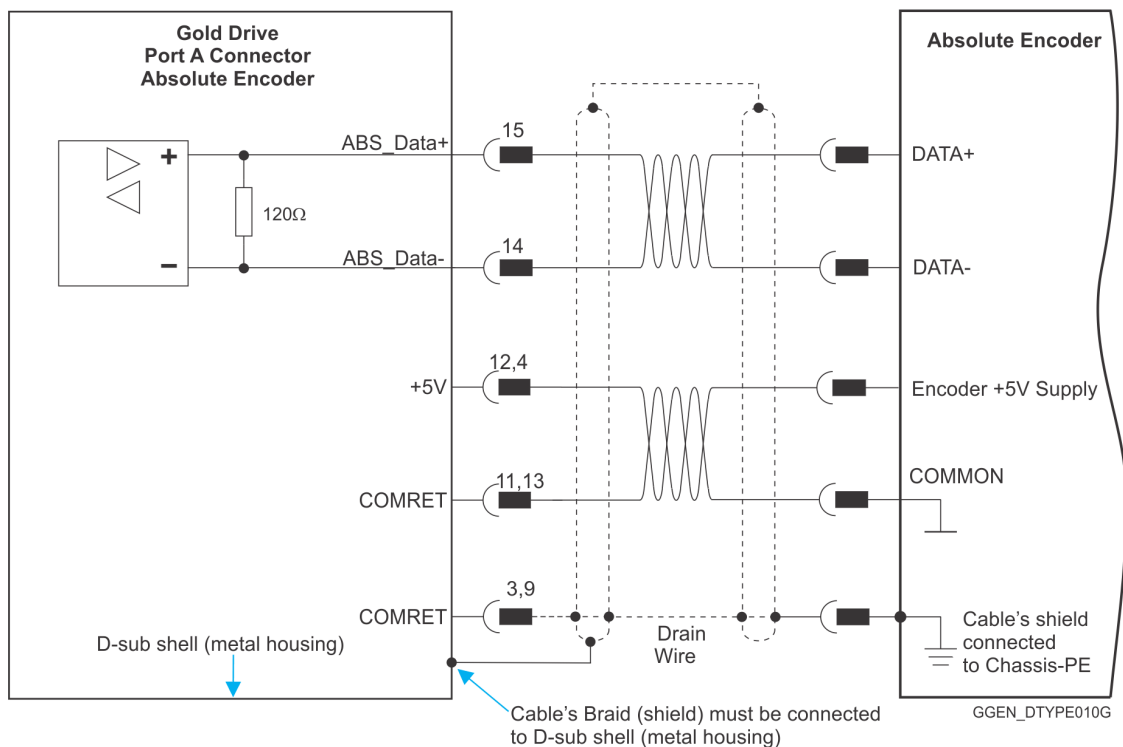 Gold Drive
Port A Connector
Absolute Encoder
Absolute Encoder
+
ABS_Data+
15
DATA+
120Ω
−
ABS_Data-
14
DATA-
+5V
12,4
Encoder +5V Supply
COMRET
11,13
COMMON
COMRET
3,9
Drain
Wire
Cable's shield
connected
to Chassis-PE
D-sub shell (metal housing)
Cable's Braid (shield) must be connected
to D-sub shell (metal housing)
GGEN_DTYPE010G